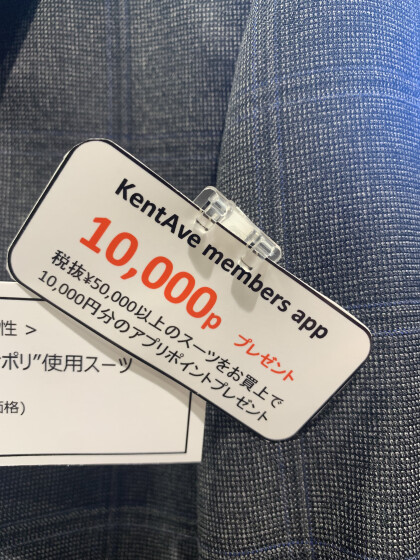 KentAve members app
10,000p プレゼント
税抜¥50,000以上のスーツをお買上で
10,000円分のアプリポイントプレゼント
性 >
ポリ"使用スーツ
価格)